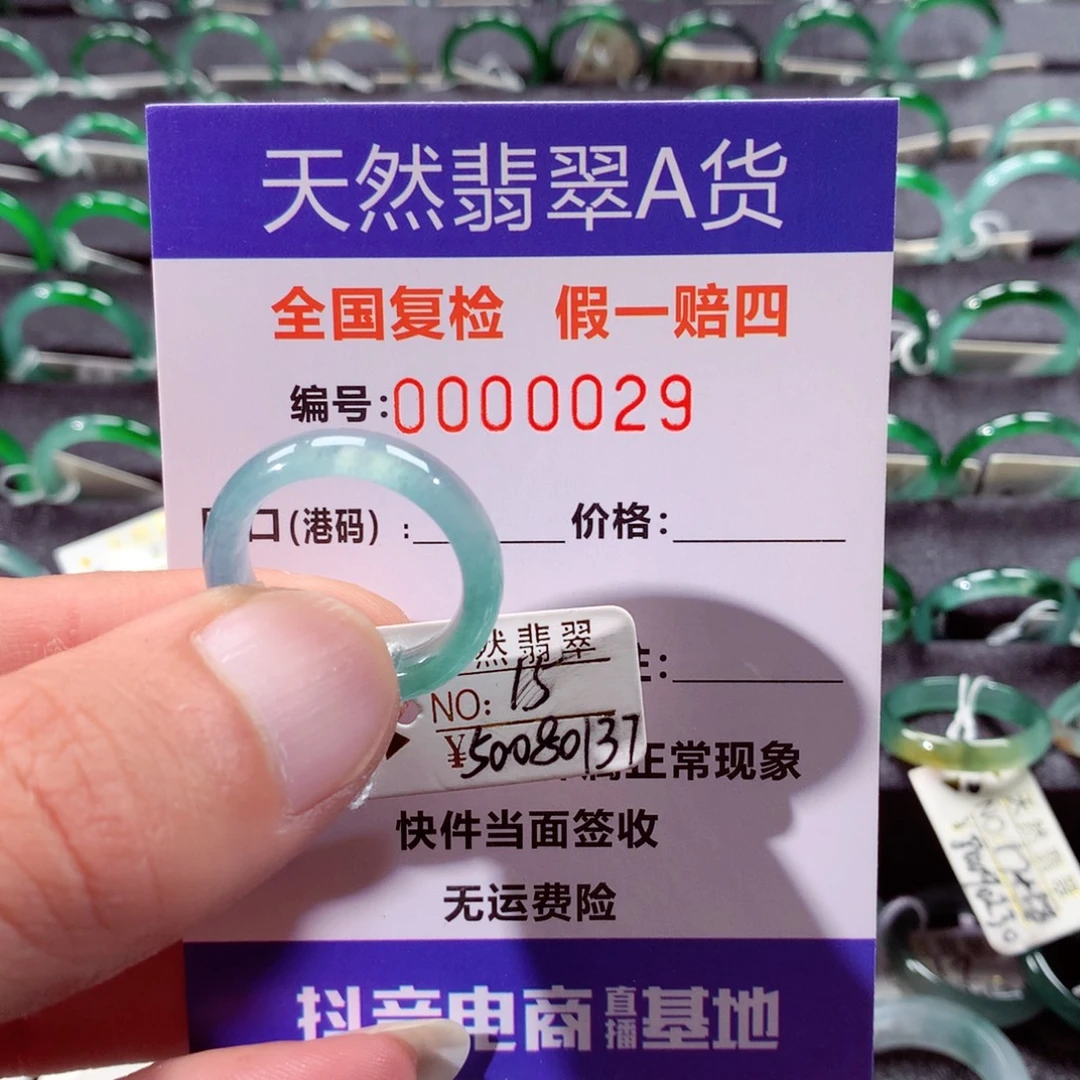 天然翡翠A货
全国复检 假一赔四
编号:0000029
口(港码):
价格:
然翡翠
NO: 15
¥50080137
正常现象
快件当面签收
无运费险
抖音电商直播基地